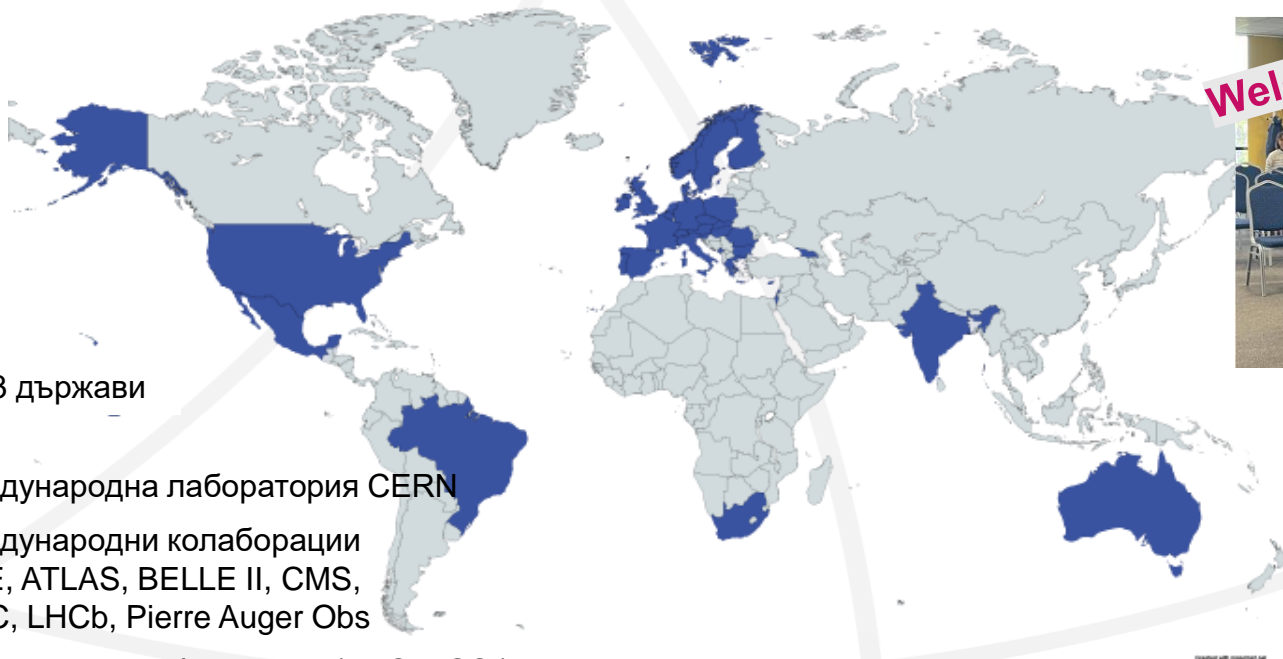 Wel
3 държави
дународна лаборатория CERN
дународни колаборации
E, ATLAS, BELLE II, CMS,
C, LHCb, Pierre Auger Obs